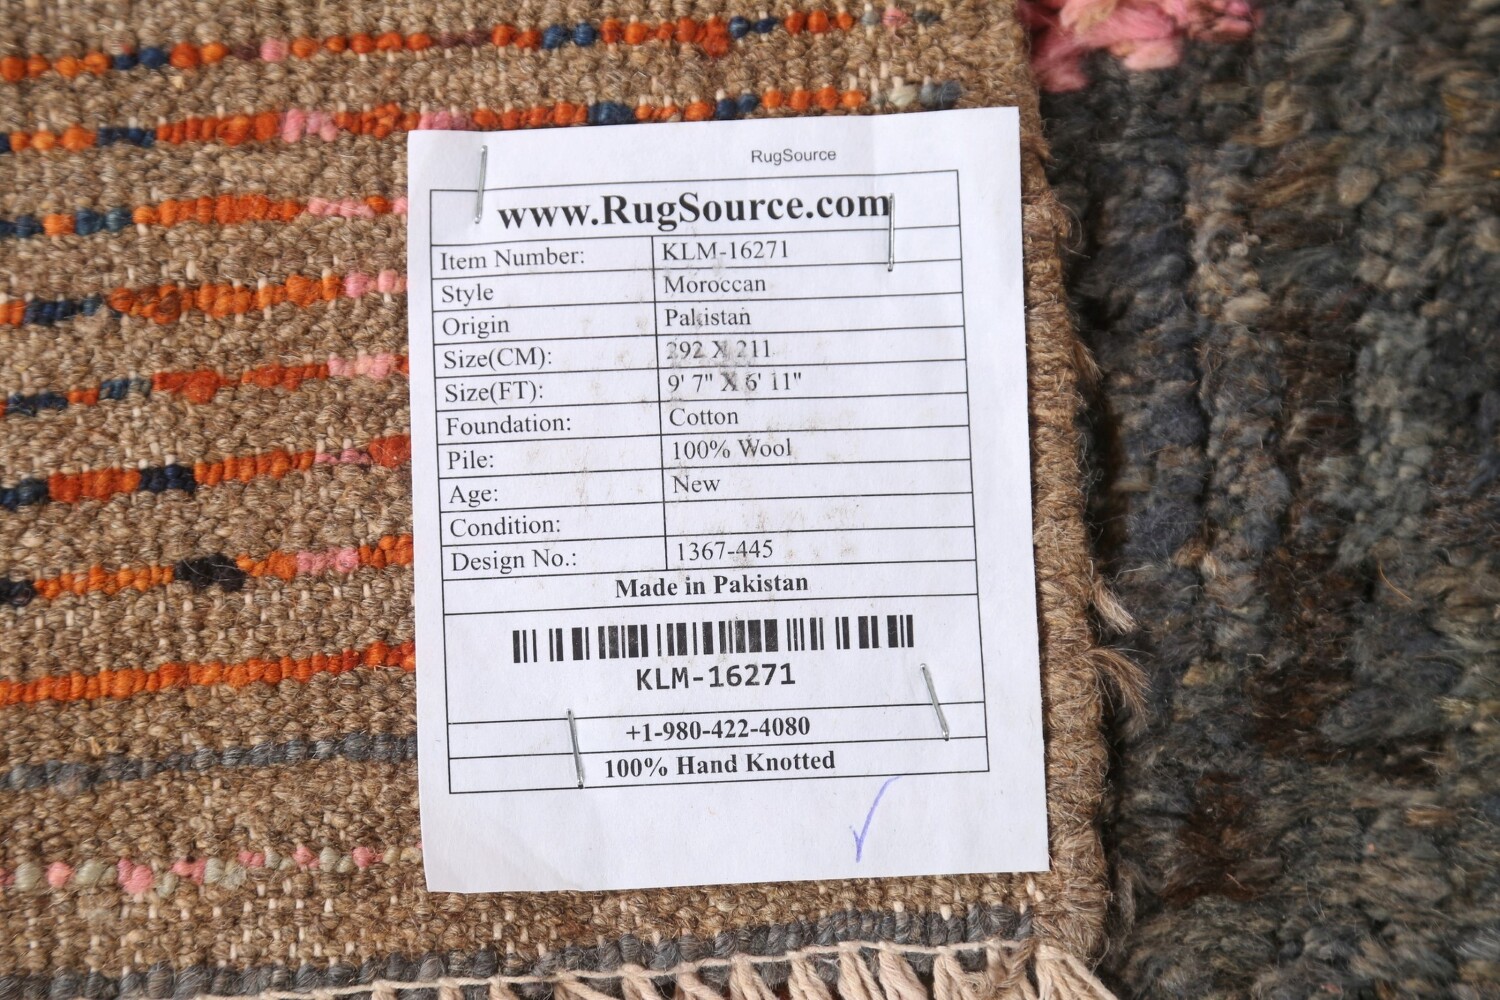 RugSource
www.RugSource.com
Item Number: KLM-16271
Style Moroccan
Origin Pakistan
Size(CM): 292 X 211
Size(FT): 9' 7" X 6' 11"
Foundation: Cotton
Pile: 100% Wool
Age: New
Condition:
Design No.: 1367-445
Made in Pakistan
KLM-16271
+1-980-422-4080
100% Hand Knotted